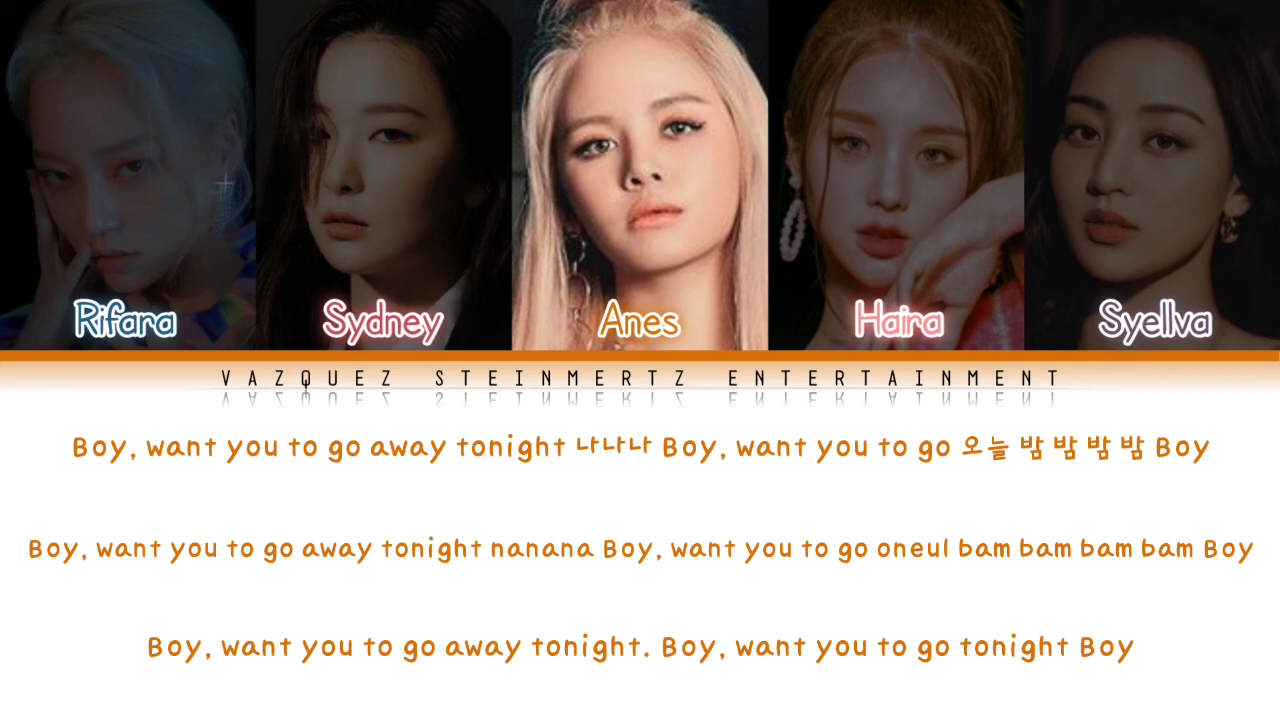 Rifara Sydney Anes Haira Syellva
VAZQUEZ STEINMERTZ ENTERTAINMENT
Boy, want you to go away tonight 나나나 Boy, want you to go 오늘 밤 밤 밤 밤 Boy
Boy, want you to go away tonight nanana Boy, want you to go oneul bam bam bam bam Boy
Boy, want you to go away tonight. Boy, want you to go tonight Boy